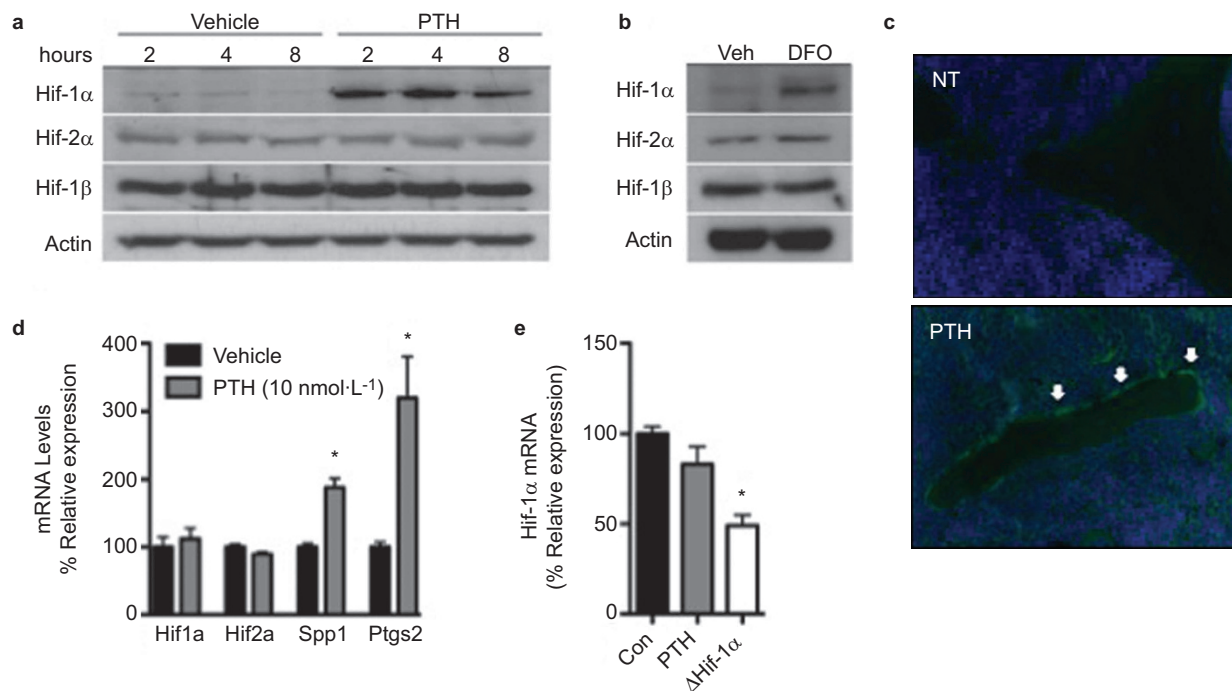 a
Vehicle PTH
hours 2 4 8 2 4 8
Hif-1α
Hif-2α
Hif-1β
Actin
b
Veh DFO
Hif-1α
Hif-2α
Hif-1β
Actin
c
NT
PTH
d
mRNA Levels
% Relative expression
400
300
200
100
0
Vehicle
PTH (10 nmol·L-1)
*
*
Hif1a Hif2a Spp1 Ptgs2
e
Hif-1α mRNA
(% Relative expression)
150
100
50
0
*
Con
PTH
ΔHif-1α